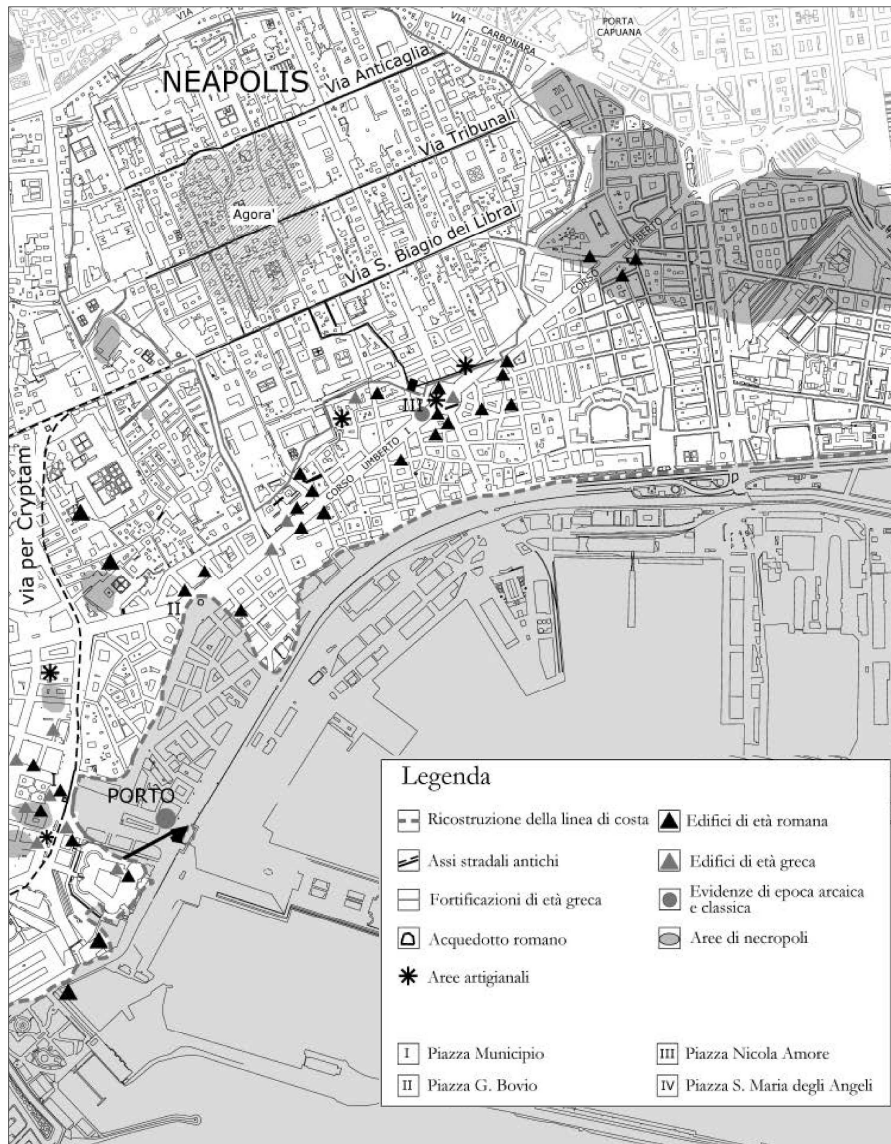 VIA
VIA
CARBONARA
PORTA
CAPUANA
NEAPOLIS
Via Anticaglia
Via Tribunali
Agora'
Via S. Biagio dei Librai
CORSO
UMBERTO
III
CORSO
UMBERTO
via per Cryptam
II
PORTO
Legenda
Ricostruzione della linea di costa
Edifici di età romana
Assi stradali antichi
Edifici di età greca
Fortificazioni di età greca
Evidenze di epoca arcaica
e classica
Acquedotto romano
Aree di necropoli
Aree artigianali
I Piazza Municipio
III Piazza Nicola Amore
II Piazza G. Bovio
IV Piazza S. Maria degli Angeli